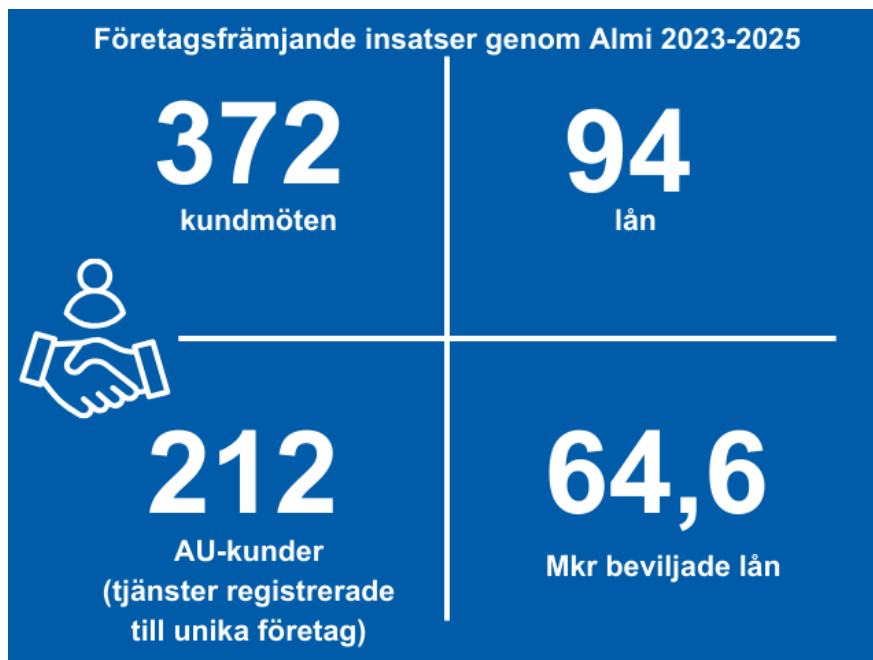 Företagsfrämjande insatser genom Almi 2023-2025
372
kundmöten
94
lån
212
AU-kunder
(tjänster registrerade
till unika företag)
64,6
Mkr beviljade lån